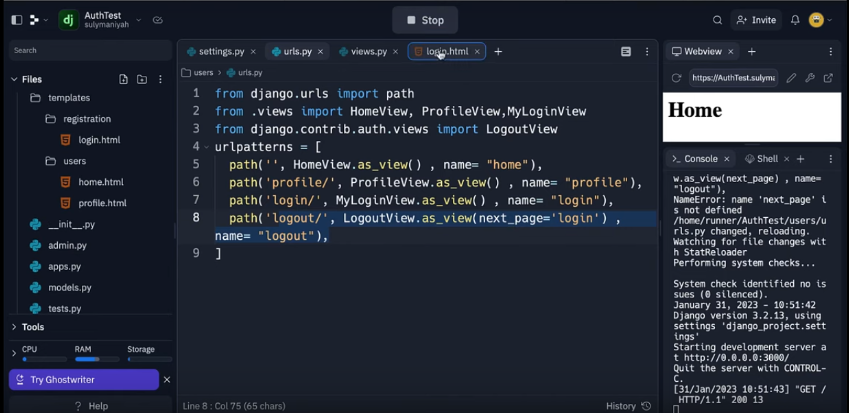 AuthTest
sulymaniyah
Stop
Invite
Search
settings.py
urls.py
views.py
login.html
Webview
Files
users
urls.py
https://AuthTest.sulyma
templates
registration
login.html
users
home.html
profile.html
__init__.py
admin.py
apps.py
models.py
tests.py
Tools
CPU
RAM
Storage
Try Ghostwriter
Help
1 from django.urls import path
2 from .views import HomeView, ProfileView,MyLoginView
3 from django.contrib.auth.views import LogoutView
4 urlpatterns = [
5 path('', HomeView.as_view() , name= "home"),
6 path('profile/', ProfileView.as_view() , name= "profile"),
7 path('login/', MyLoginView.as_view() , name= "login"),
8 path('logout/', LogoutView.as_view(next_page='login') ,
name= "logout"),
9 ]
Line 8 : Col 75 (65 chars)
History
Home
Console
Shell
w.as_view(next_page) , name=
"logout"),
NameError: name 'next_page' i
s not defined
/home/runner/AuthTest/users/u
rls.py changed, reloading.
Watching for file changes wit
h StatReloader
Performing system checks...
System check identified no is
sues (0 silenced).
January 31, 2023 - 10:51:42
Django version 3.2.13, using
settings 'django_project.sett
ings'
Starting development server a
t http://0.0.0.0:3000/
Quit the server with CONTROL-
C.
[31/Jan/2023 10:51:43] "GET /
HTTP/1.1" 200 13